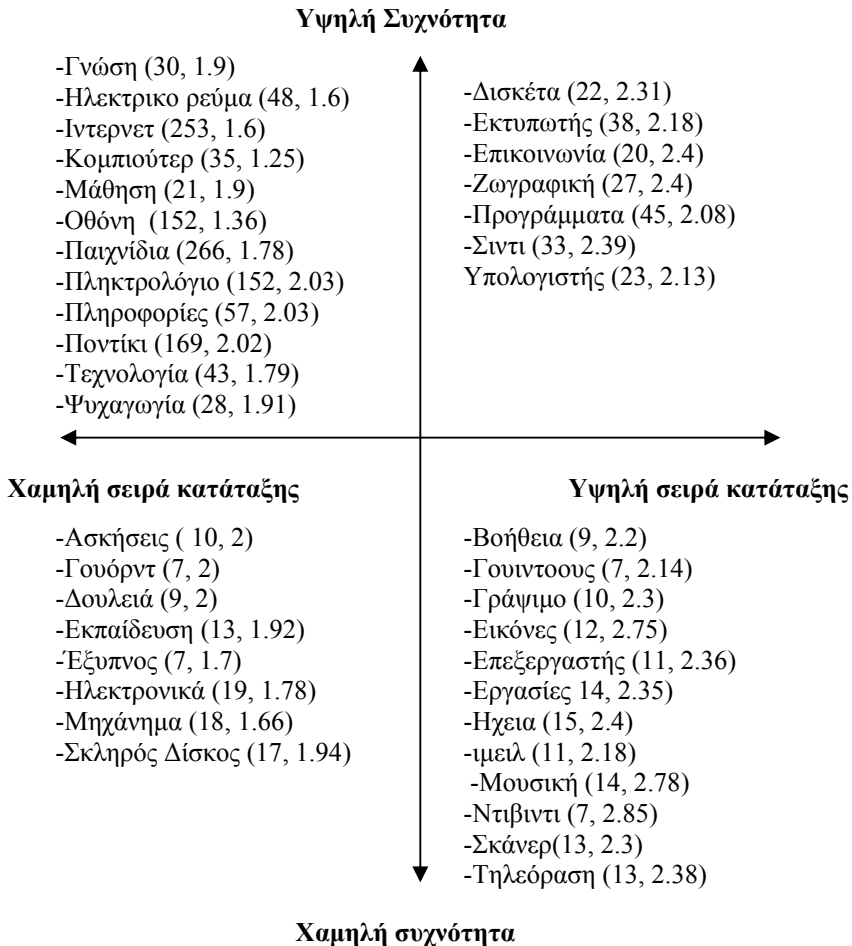 Υψηλή Συχνότητα
-Γνώση (30, 1.9)
-Ηλεκτρικο ρεύμα (48, 1.6)
-Ιντερνετ (253, 1.6)
-Κομπιούτερ (35, 1.25)
-Μάθηση (21, 1.9)
-Οθόνη (152, 1.36)
-Παιχνίδια (266, 1.78)
-Πληκτρολόγιο (152, 2.03)
-Πληροφορίες (57, 2.03)
-Ποντίκι (169, 2.02)
-Τεχνολογία (43, 1.79)
-Ψυχαγωγία (28, 1.91)
-Δισκέτα (22, 2.31)
-Εκτυπωτής (38, 2.18)
-Επικοινωνία (20, 2.4)
-Ζωγραφική (27, 2.4)
-Προγράμματα (45, 2.08)
-Σιντι (33, 2.39)
Υπολογιστής (23, 2.13)
Χαμηλή σειρά κατάταξης
Υψηλή σειρά κατάταξης
-Ασκήσεις ( 10, 2)
-Γουόρντ (7, 2)
-Δουλειά (9, 2)
-Εκπαίδευση (13, 1.92)
-Έξυπνος (7, 1.7)
-Ηλεκτρονικά (19, 1.78)
-Μηχάνημα (18, 1.66)
-Σκληρός Δίσκος (17, 1.94)
-Βοήθεια (9, 2.2)
-Γουιντοους (7, 2.14)
-Γράψιμο (10, 2.3)
-Εικόνες (12, 2.75)
-Επεξεργαστής (11, 2.36)
-Εργασίες 14, 2.35)
-Ηχεια (15, 2.4)
-ιμειλ (11, 2.18)
-Μουσική (14, 2.78)
-Ντιβιντι (7, 2.85)
-Σκάνερ(13, 2.3)
-Τηλεόραση (13, 2.38)
Χαμηλή συχνότητα